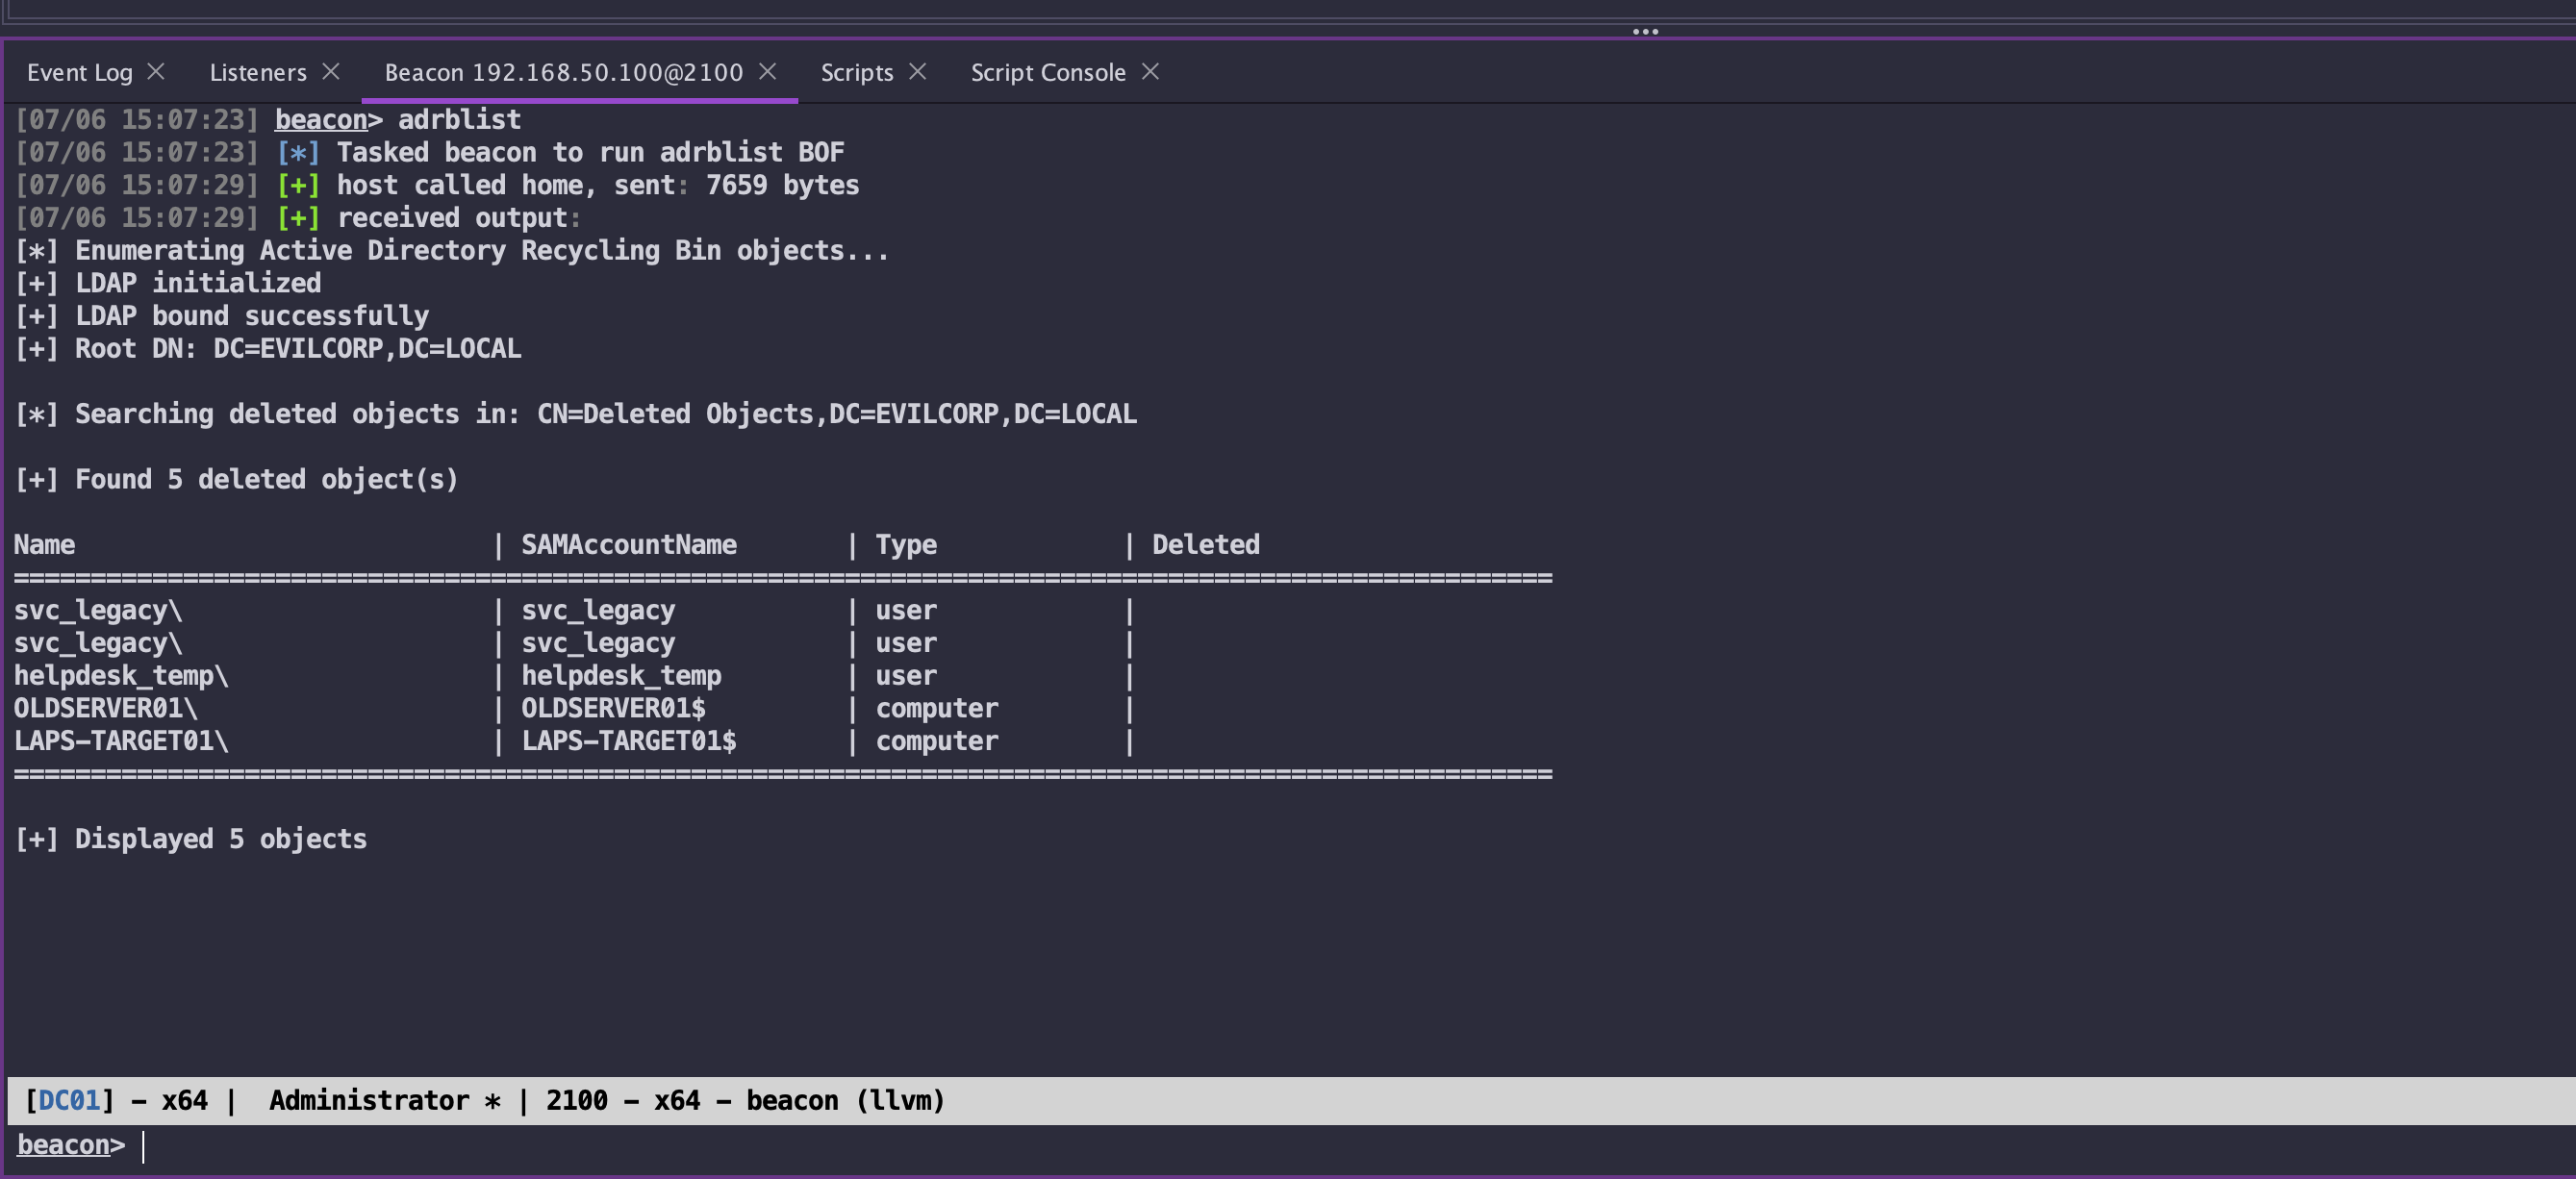 Event Log × Listeners × Beacon 192.168.50.100@2100 × Scripts × Script Console ×
[07/06 15:07:23] beacon> adrblist
[07/06 15:07:23] [*] Tasked beacon to run adrblist BOF
[07/06 15:07:29] [+] host called home, sent: 7659 bytes
[07/06 15:07:29] [+] received output:
[*] Enumerating Active Directory Recycling Bin objects...
[+] LDAP initialized
[+] LDAP bound successfully
[+] Root DN: DC=EVILCORP,DC=LOCAL
[*] Searching deleted objects in: CN=Deleted Objects,DC=EVILCORP,DC=LOCAL
[+] Found 5 deleted object(s)
Name | SAMAccountName | Type | Deleted
====================================================================================================
svc_legacy\ | svc_legacy | user |
svc_legacy\ | svc_legacy | user |
helpdesk_temp\ | helpdesk_temp | user |
OLDSERVER01\ | OLDSERVER01$ | computer |
LAPS-TARGET01\ | LAPS-TARGET01$ | computer |
====================================================================================================
[+] Displayed 5 objects
[DC01] - x64 | Administrator * | 2100 - x64 - beacon (llvm)
beacon>